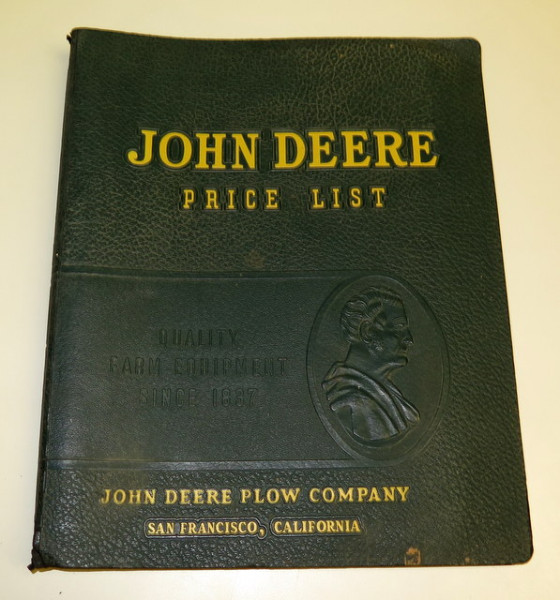 JOHN DEERE
PRICE LIST
QUALITY
FARM EQUIPMENT
SINCE 1837
JOHN DEERE PLOW COMPANY
SAN FRANCISCO, CALIFORNIA